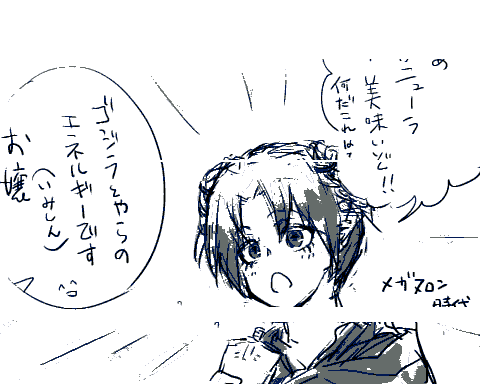 め
ニューラ
美味いゾ!!
何だこれは
ゴジラとやらの
エネルギーです
(いみしん)
お嬢
メガヌロン
時代